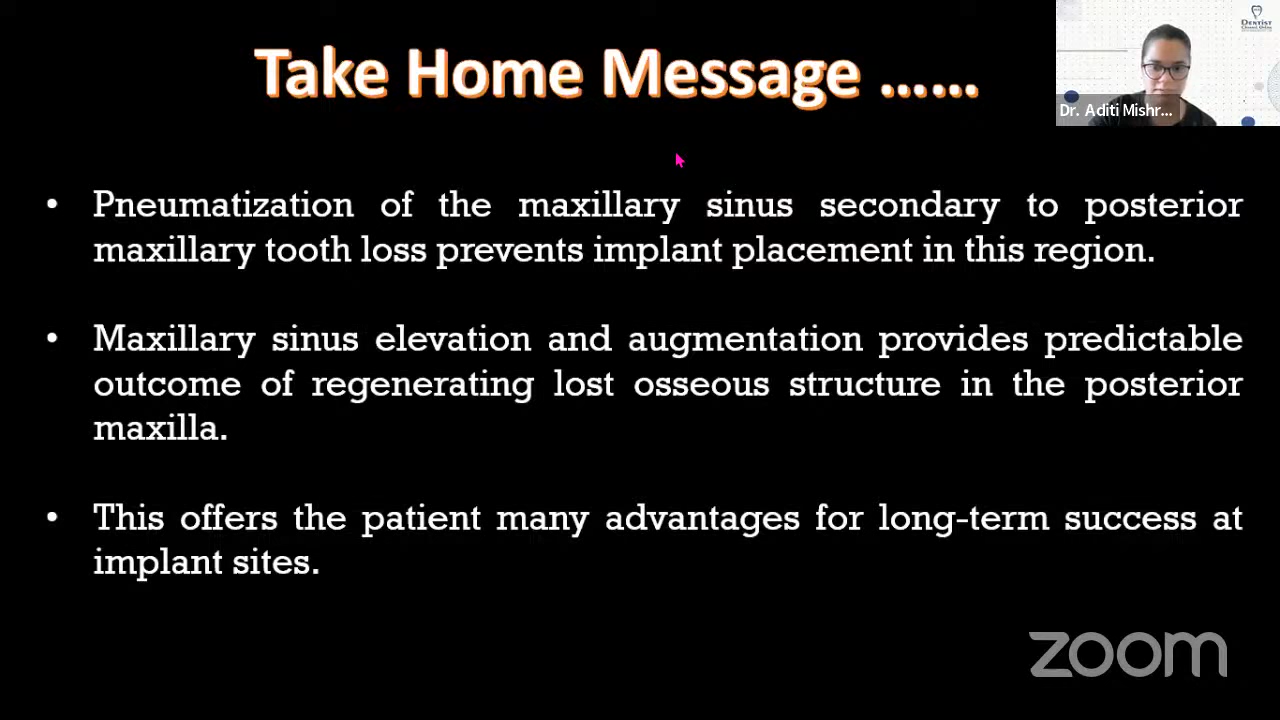 Take Home Message ......
DENTIST
Dr. Aditi Mishr...
• Pneumatization of the maxillary sinus secondary to posterior
maxillary tooth loss prevents implant placement in this region.
• Maxillary sinus elevation and augmentation provides predictable
outcome of regenerating lost osseous structure in the posterior
maxilla.
• This offers the patient many advantages for long-term success at
implant sites.
zoom